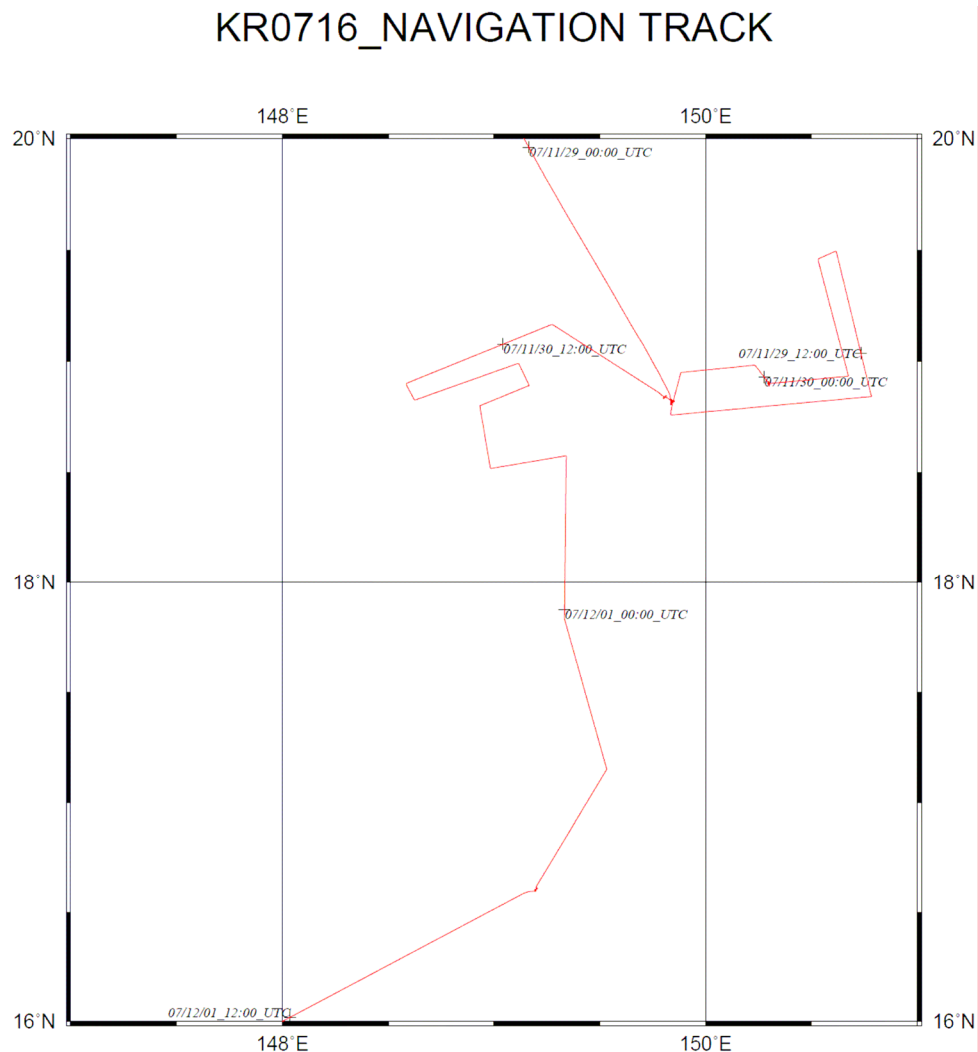 KR0716_NAVIGATION TRACK
148°E 150°E
20°N 20°N
07/11/29_00:00_UTC
07/11/30_12:00_UTC 07/11/29_12:00_UTC
07/11/30_00:00_UTC
18°N 18°N
07/12/01_00:00_UTC
07/12/01_12:00_UTC
16°N 16°N
148°E 150°E